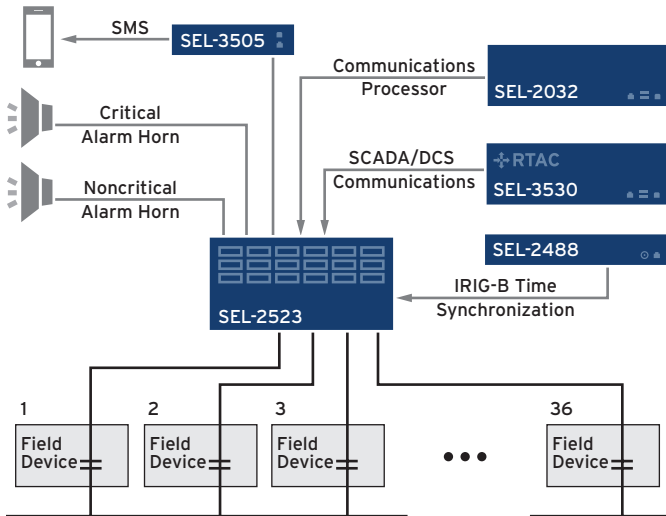 SMS
SEL-3505
Communications
Processor
SEL-2032
Critical
Alarm Horn
SCADA/DCS
Communications
RTAC
SEL-3530
Noncritical
Alarm Horn
SEL-2488
IRIG-B Time
Synchronization
SEL-2523
1
2
3
36
Field
Device
Field
Device
Field
Device
Field
Device